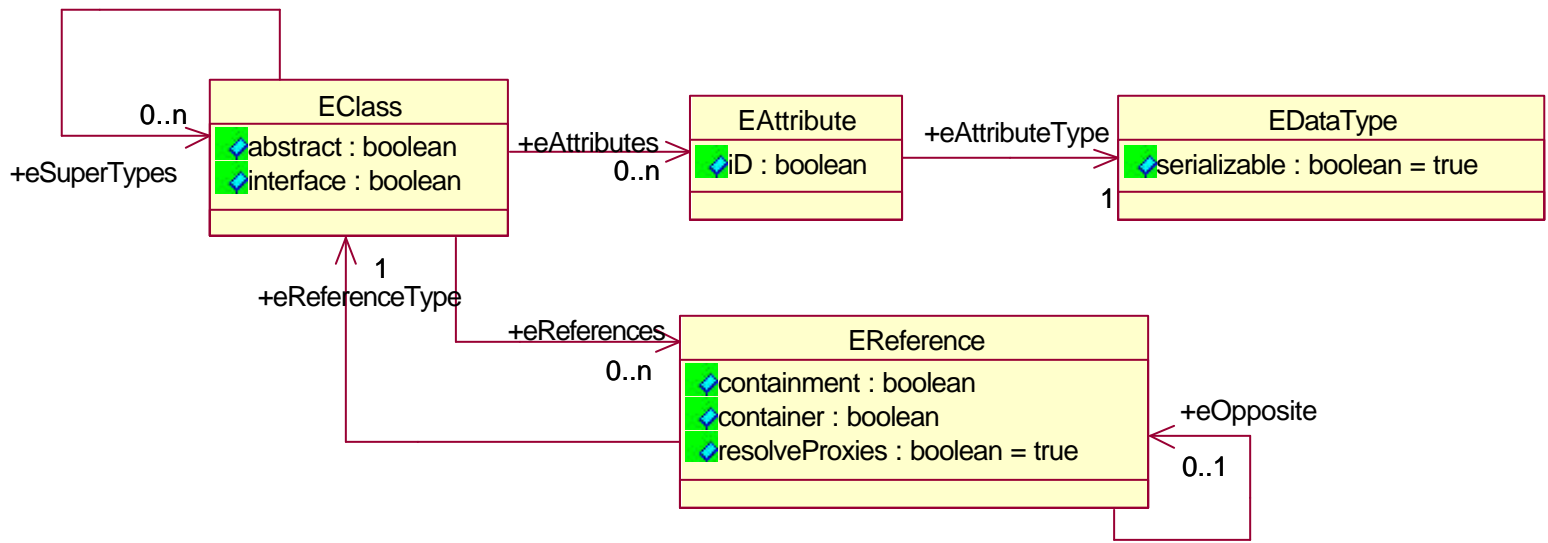 EClass
abstract : boolean
interface : boolean
0..n
+eSuperTypes
+eAttributes
0..n
EAttribute
iD : boolean
+eAttributeType
1
EDataType
serializable : boolean = true
1
+eReferenceType
+eReferences
0..n
EReference
containment : boolean
container : boolean
resolveProxies : boolean = true
+eOpposite
0..1